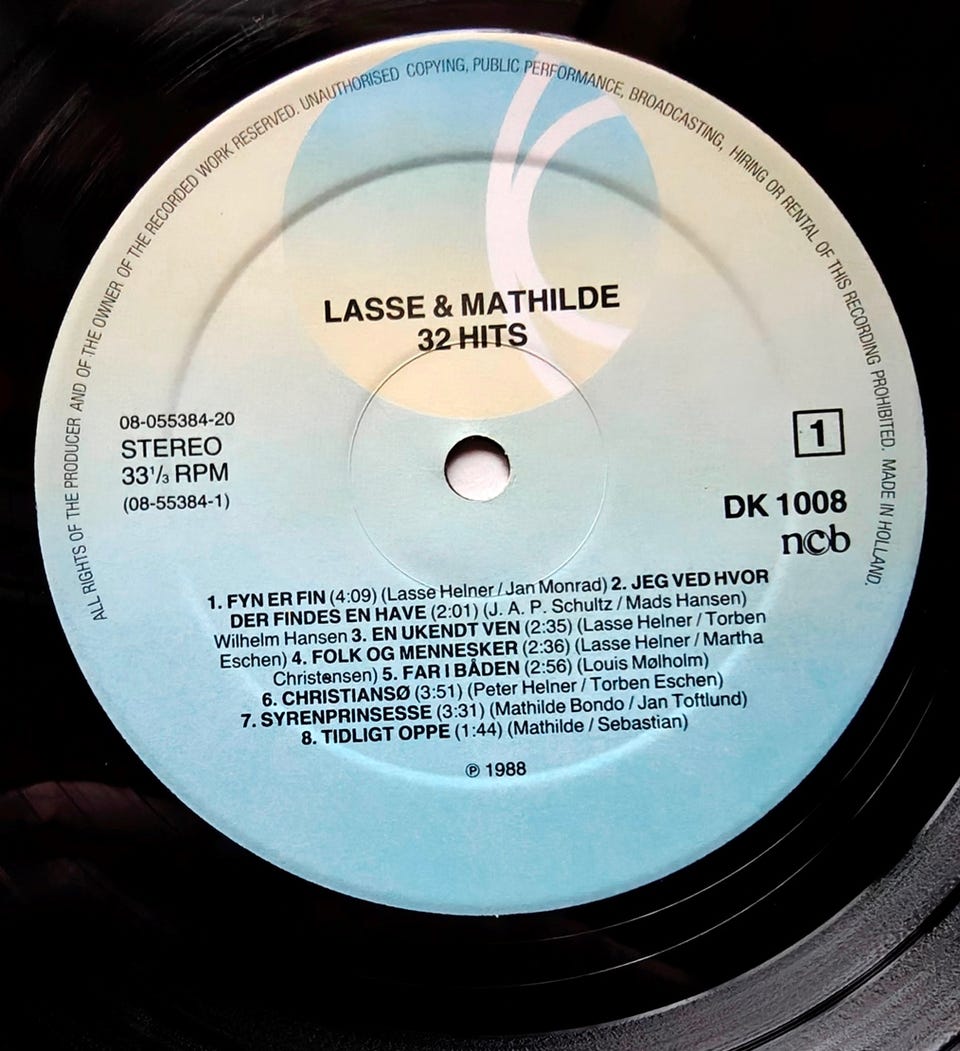 ALL RIGHTS OF THE PRODUCER AND OF THE OWNER OF THE RECORDED WORK RESERVED. UNAUTHORISED COPYING, PUBLIC PERFORMANCE, BROADCASTING, HIRING OR RENTAL OF THIS RECORDING PROHIBITED. MADE IN HOLLAND.
LASSE & MATHILDE
32 HITS
08-055384-20
STEREO
33¹/₃ RPM
(08-55384-1)
1
DK 1008
ncb
1. FYN ER FIN (4:09) (Lasse Helner / Jan Monrad) 2. JEG VED HVOR
DER FINDES EN HAVE (2:01) (J. A. P. Schultz / Mads Hansen)
Wilhelm Hansen 3. EN UKENDT VEN (2:35) (Lasse Helner / Torben
Eschen) 4. FOLK OG MENNESKER (2:36) (Lasse Helner / Martha
Christensen) 5. FAR I BÅDEN (2:56) (Louis Mølholm)
6. CHRISTIANSØ (3:51) (Peter Helner / Torben Eschen)
7. SYRENPRINSESSE (3:31) (Mathilde Bondo / Jan Toftlund)
8. TIDLIGT OPPE (1:44) (Mathilde / Sebastian)
℗ 1988